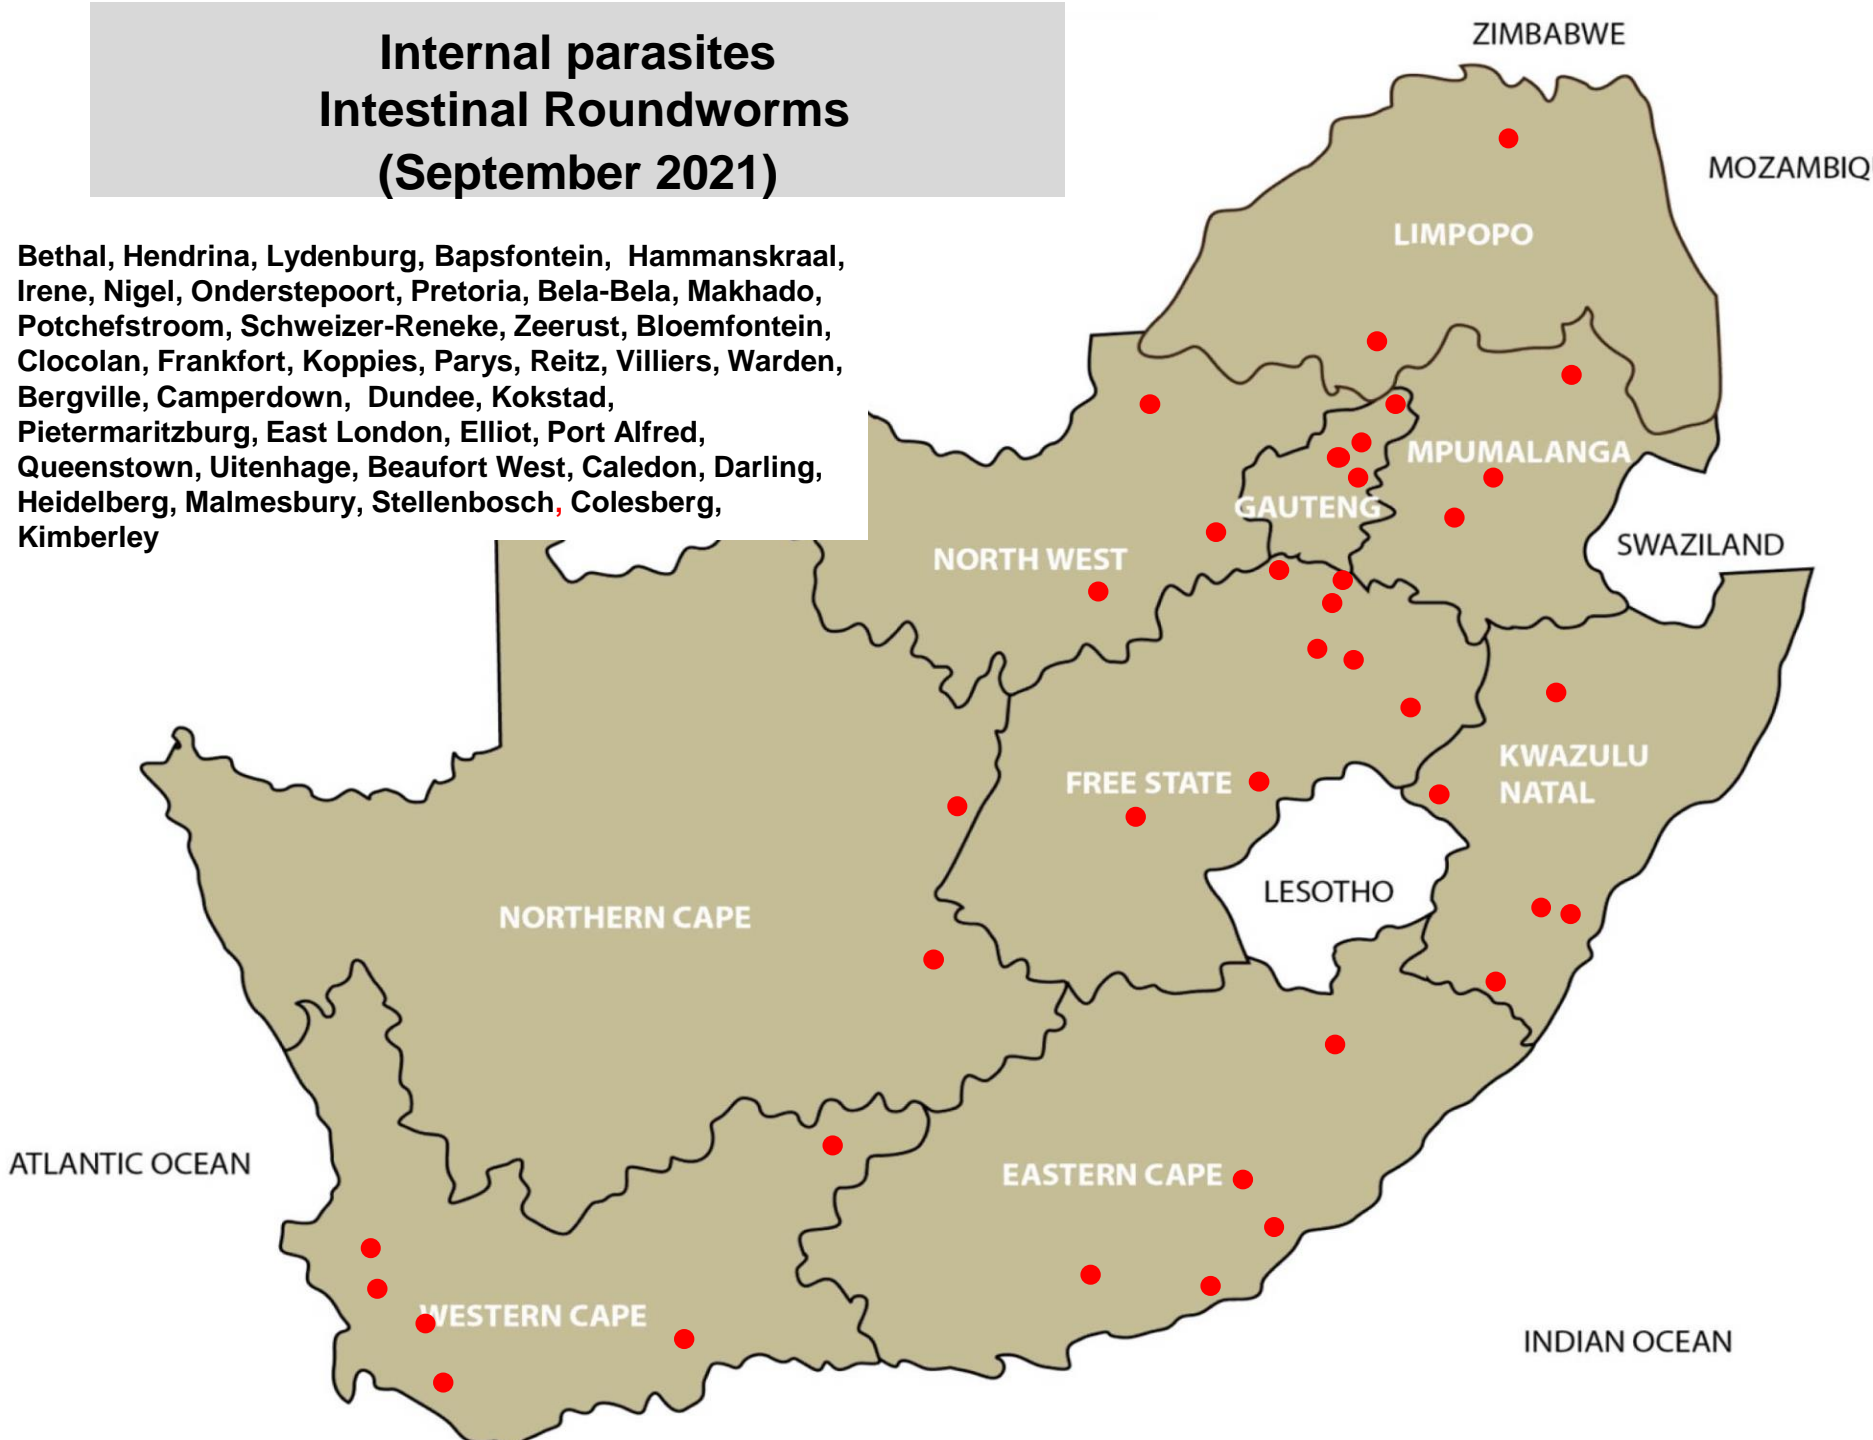 Internal parasites
Intestinal Roundworms
(September 2021)
Bethal, Hendrina, Lydenburg, Bapsfontein, Hammanskraal,
Irene, Nigel, Onderstepoort, Pretoria, Bela-Bela, Makhado,
Potchefstroom, Schweizer-Reneke, Zeerust, Bloemfontein,
Clocolan, Frankfort, Koppies, Parys, Reitz, Villiers, Warden,
Bergville, Camperdown, Dundee, Kokstad,
Pietermaritzburg, East London, Elliot, Port Alfred,
Queenstown, Uitenhage, Beaufort West, Caledon, Darling,
Heidelberg, Malmesbury, Stellenbosch, Colesberg,
Kimberley
ZIMBABWE
MOZAMBIQ
LIMPOPO
MPUMALANGA
GAUTENG
SWAZILAND
NORTH WEST
KWAZULU
NATAL
FREE STATE
LESOTHO
NORTHERN CAPE
ATLANTIC OCEAN
EASTERN CAPE
WESTERN CAPE
INDIAN OCEAN